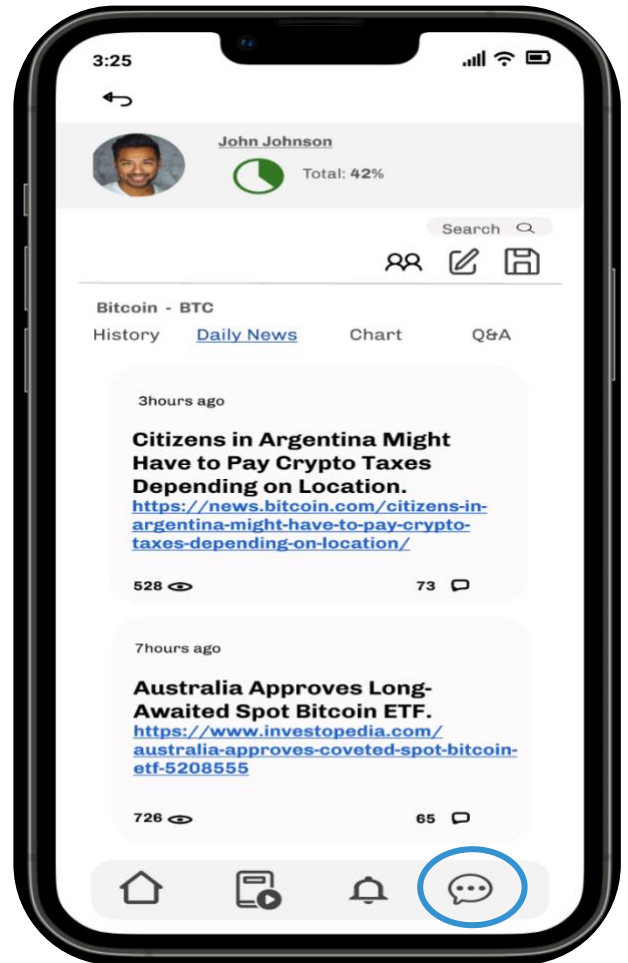 3:25
John Johnson
Total: 42%
Search
Bitcoin - BTC
History Daily News Chart Q&A
3hours ago
Citizens in Argentina Might
Have to Pay Crypto Taxes
Depending on Location.
https://news.bitcoin.com/citizens-in-
argentina-might-have-to-pay-crypto-
taxes-depending-on-location/
528 73
7hours ago
Australia Approves Long-
Awaited Spot Bitcoin ETF.
https://www.investopedia.com/
australia-approves-coveted-spot-bitcoin-
etf-5208555
726 65